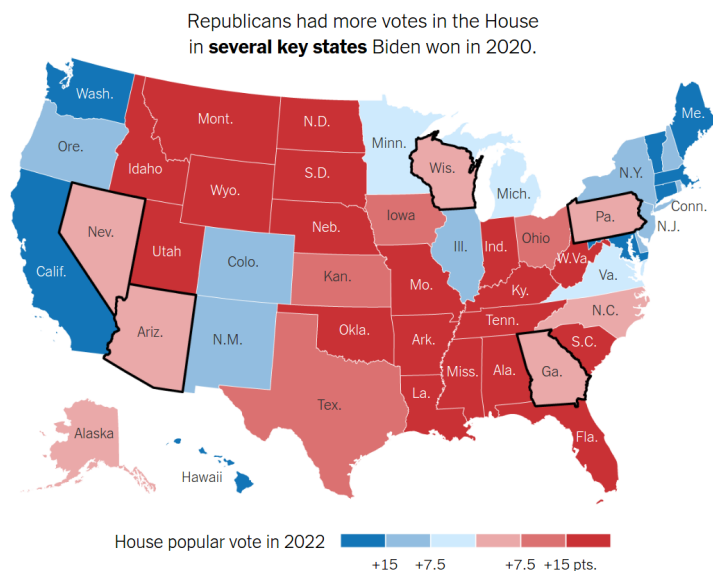 Republicans had more votes in the House
in several key states Biden won in 2020.
Wash.
Me.
Mont.
N.D.
Minn.
Ore.
Wis.
N.Y.
Idaho
S.D.
Mich.
Wyo.
Conn.
Iowa
Pa.
Nev.
Neb.
N.J.
Ohio
Ill.
Ind.
Utah
W.Va.
Colo.
Calif.
Va.
Kan.
Mo.
Ky.
N.C.
Tenn.
Okla.
Ariz.
N.M.
Ark.
S.C.
Miss.
Ala.
Ga.
La.
Tex.
Alaska
Fla.
Hawaii
House popular vote in 2022
+15 +7.5 +7.5 +15 pts.